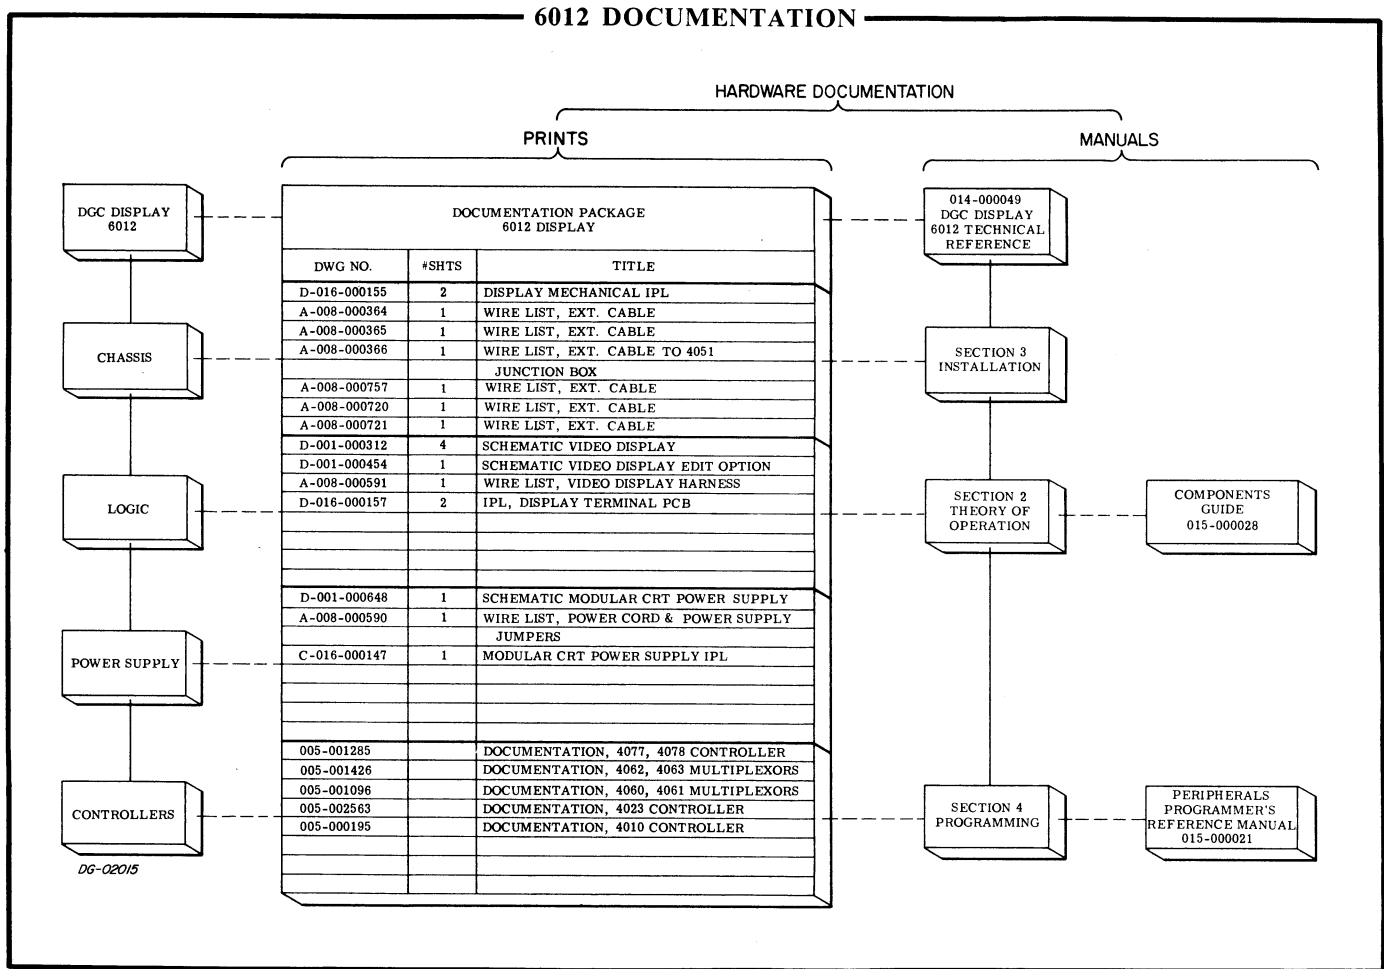 6012 DOCUMENTATION
HARDWARE DOCUMENTATION
PRINTS
MANUALS
DGC DISPLAY
6012
DOCUMENTATION PACKAGE
6012 DISPLAY
014-000049
DGC DISPLAY
6012 TECHNICAL
REFERENCE
DWG NO. #SHTS TITLE
D-016-000155 2 DISPLAY MECHANICAL IPL
A-008-000364 1 WIRE LIST, EXT. CABLE
A-008-000365 1 WIRE LIST, EXT. CABLE
A-008-000366 1 WIRE LIST, EXT. CABLE TO 4051
JUNCTION BOX
A-008-000757 1 WIRE LIST, EXT. CABLE
A-008-000720 1 WIRE LIST, EXT. CABLE
A-008-000721 1 WIRE LIST, EXT. CABLE
CHASSIS
SECTION 3
INSTALLATION
D-001-000312 4 SCHEMATIC VIDEO DISPLAY
D-001-000454 1 SCHEMATIC VIDEO DISPLAY EDIT OPTION
A-008-000591 1 WIRE LIST, VIDEO DISPLAY HARNESS
D-016-000157 2 IPL, DISPLAY TERMINAL PCB
LOGIC
SECTION 2
THEORY OF
OPERATION
COMPONENTS
GUIDE
015-000028
D-001-000648 1 SCHEMATIC MODULAR CRT POWER SUPPLY
A-008-000590 1 WIRE LIST, POWER CORD & POWER SUPPLY
JUMPERS
C-016-000147 1 MODULAR CRT POWER SUPPLY IPL
POWER SUPPLY
005-001285 DOCUMENTATION, 4077, 4078 CONTROLLER
005-001426 DOCUMENTATION, 4062, 4063 MULTIPLEXORS
005-001096 DOCUMENTATION, 4060, 4061 MULTIPLEXORS
005-002563 DOCUMENTATION, 4023 CONTROLLER
005-000195 DOCUMENTATION, 4010 CONTROLLER
CONTROLLERS
SECTION 4
PROGRAMMING
PERIPHERALS
PROGRAMMER'S
REFERENCE MANUAL
015-000021
DG-02015